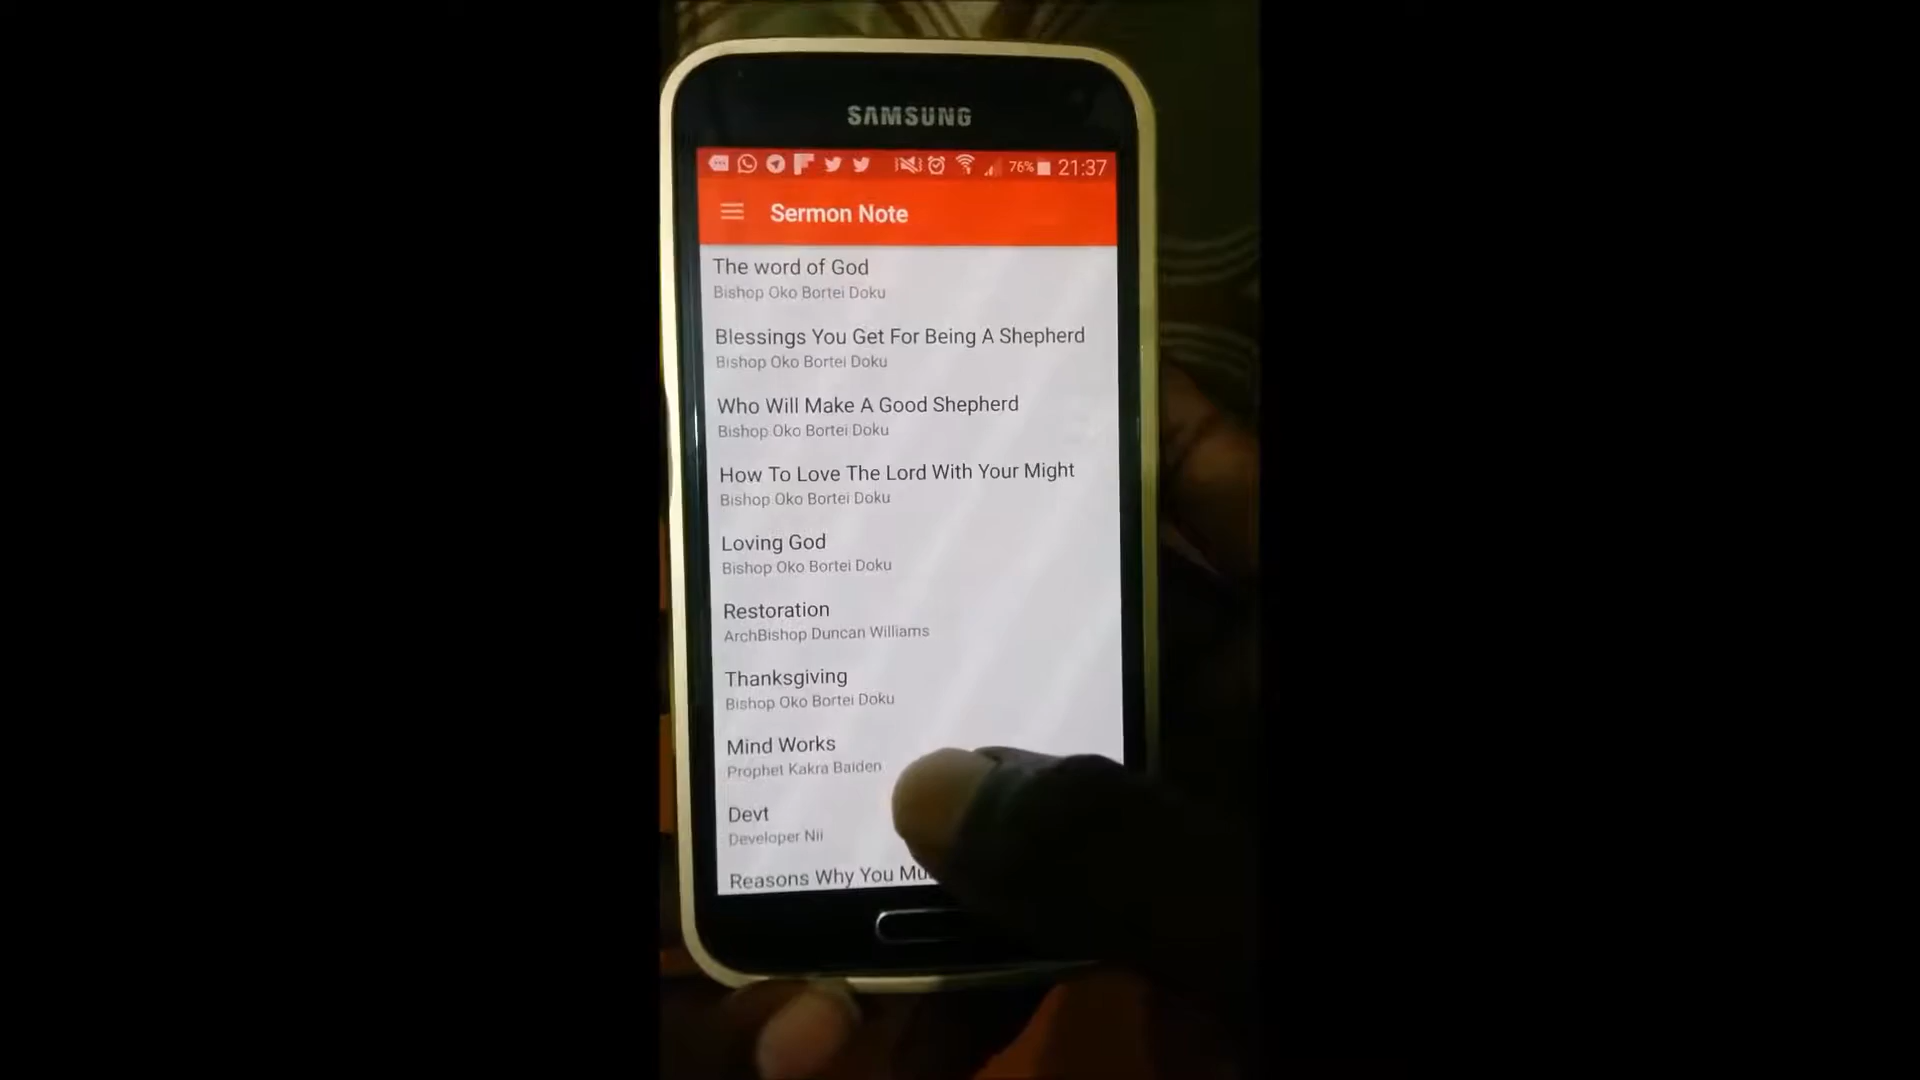 SAMSUNG
76% 21:37
Sermon Note
The word of God
Bishop Oko Bortei Doku
Blessings You Get For Being A Shepherd
Bishop Oko Bortei Doku
Who Will Make A Good Shepherd
Bishop Oko Bortei Doku
How To Love The Lord With Your Might
Bishop Oko Bortei Doku
Loving God
Bishop Oko Bortei Doku
Restoration
ArchBishop Duncan Williams
Thanksgiving
Bishop Oko Bortei Doku
Mind Works
Prophet Kakra Baiden
Devt
Developer Nii
Reasons Why You